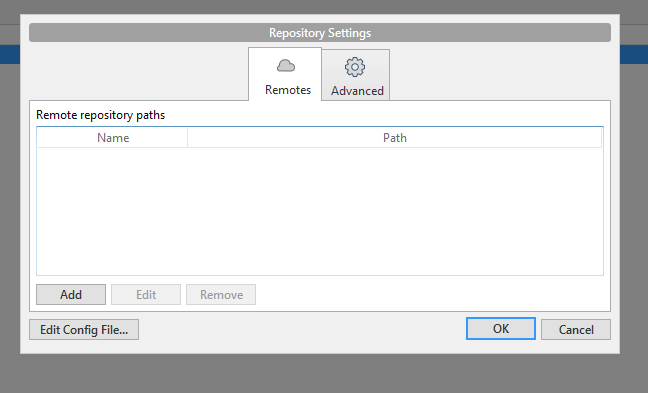 Repository Settings
Remotes
Advanced
Remote repository paths
Name Path
Add Edit Remove
Edit Config File... OK Cancel